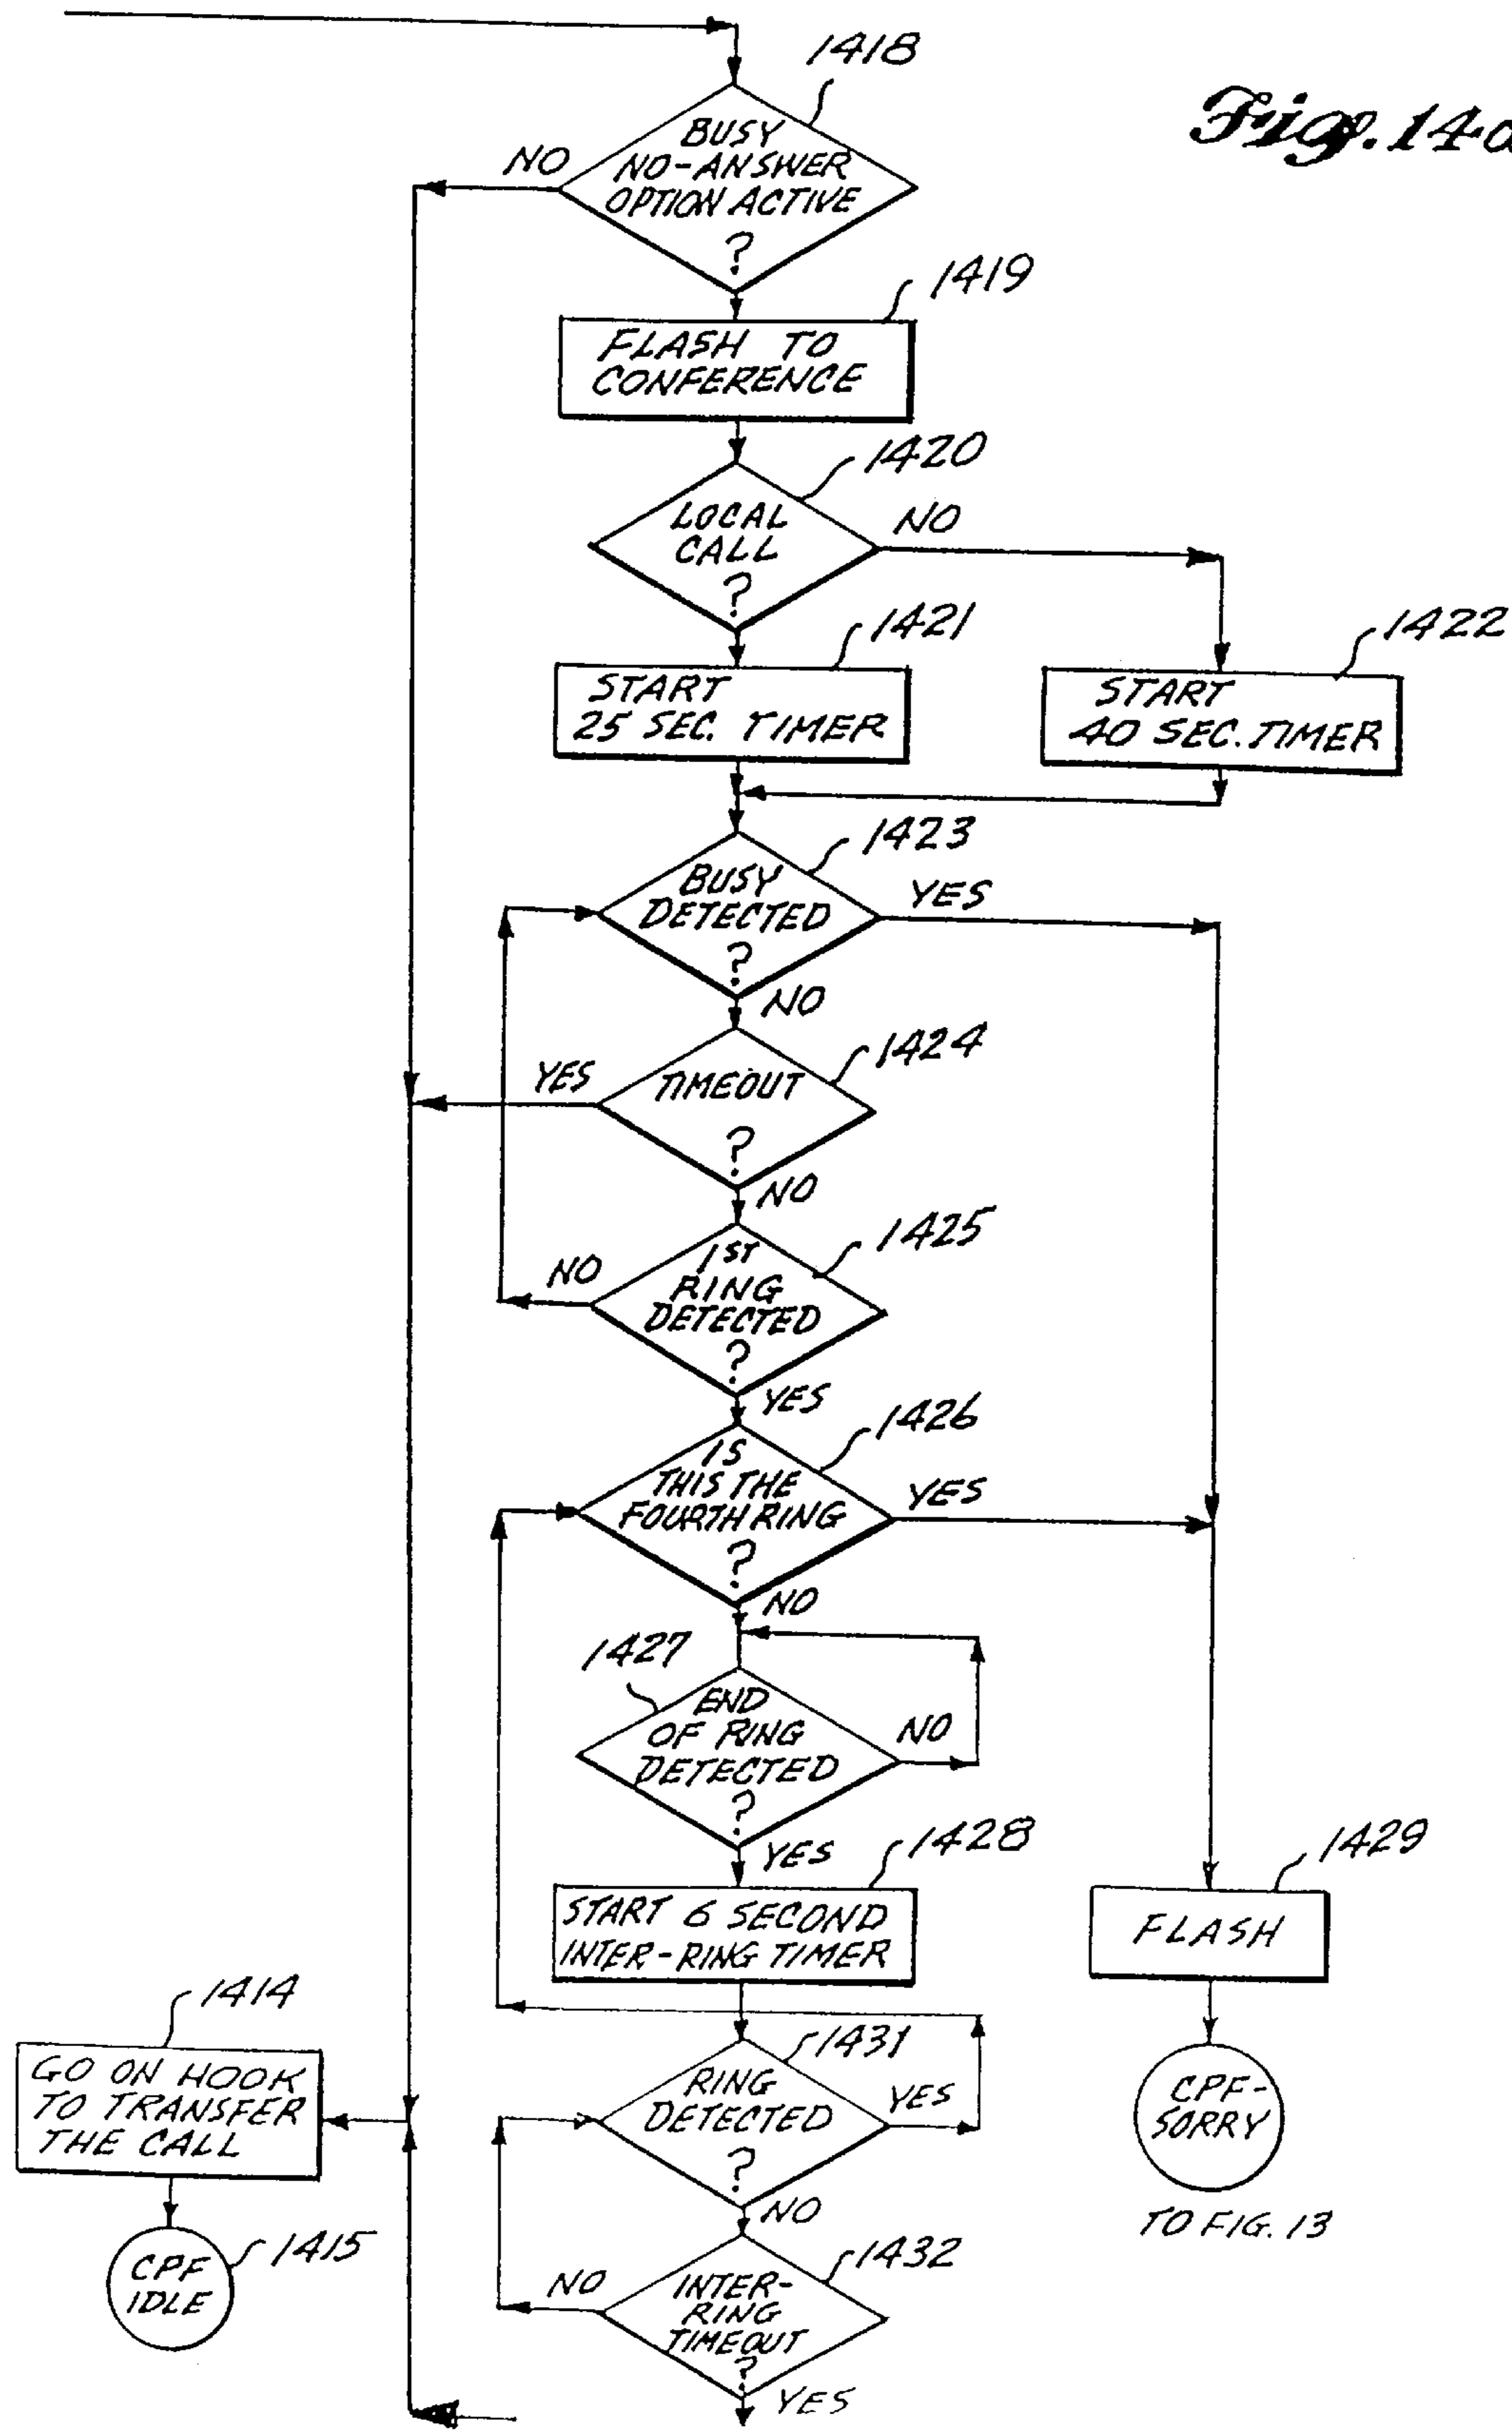 1418
Fig. 14a
BUSY
NO-ANSWER
OPTION ACTIVE
?
NO
1419
FLASH TO
CONFERENCE
1420
LOCAL
CALL
?
NO
1421
START
25 SEC. TIMER
1422
START
40 SEC. TIMER
1423
BUSY
DETECTED
?
YES
NO
1424
TIMEOUT
?
YES
NO
1425
1ST
RING
DETECTED
?
NO
YES
1426
IS
THIS THE
FOURTH RING
?
YES
NO
1427
END
OF RING
DETECTED
?
NO
YES
1428
START 6 SECOND
INTER-RING TIMER
1429
FLASH
1414
GO ON HOOK
TO TRANSFER
THE CALL
1431
RING
DETECTED
?
YES
NO
CPF-
SORRY
TO FIG. 13
1415
CPF
IDLE
1432
INTER-
RING
TIMEOUT
?
NO
YES